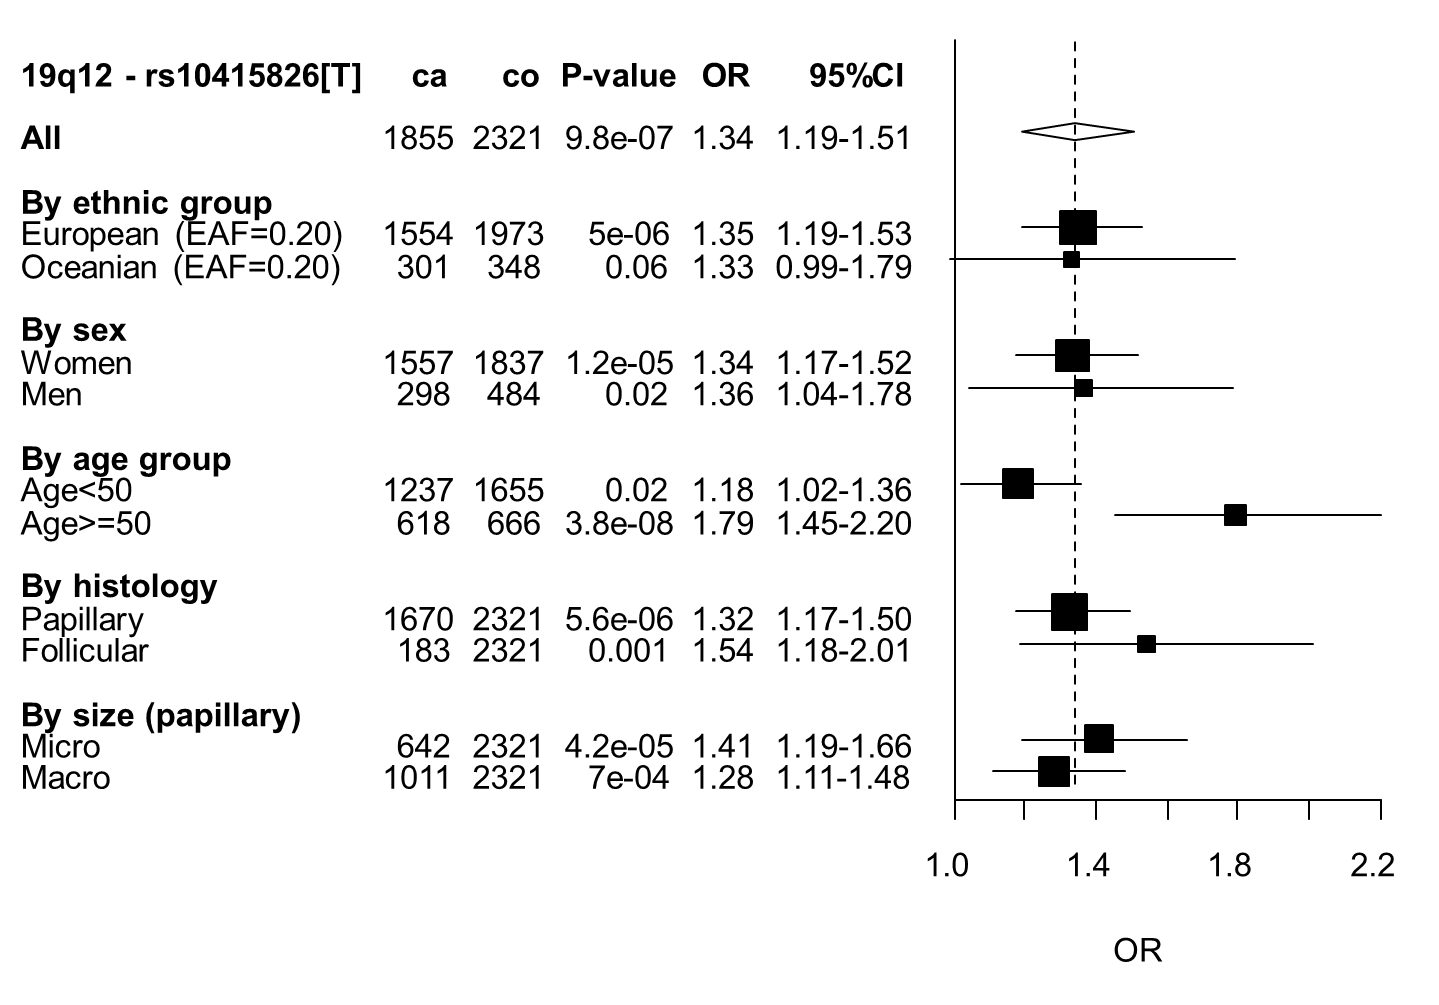 19q12 - rs10415826[T] ca co P-value OR 95%CI
All 1855 2321 9.8e-07 1.34 1.19-1.51
By ethnic group
European (EAF=0.20) 1554 1973 5e-06 1.35 1.19-1.53
Oceanian (EAF=0.20) 301 348 0.06 1.33 0.99-1.79
By sex
Women 1557 1837 1.2e-05 1.34 1.17-1.52
Men 298 484 0.02 1.36 1.04-1.78
By age group
Age<50 1237 1655 0.02 1.18 1.02-1.36
Age>=50 618 666 3.8e-08 1.79 1.45-2.20
By histology
Papillary 1670 2321 5.6e-06 1.32 1.17-1.50
Follicular 183 2321 0.001 1.54 1.18-2.01
By size (papillary)
Micro 642 2321 4.2e-05 1.41 1.19-1.66
Macro 1011 2321 7e-04 1.28 1.11-1.48
1.0 1.4 1.8 2.2
OR